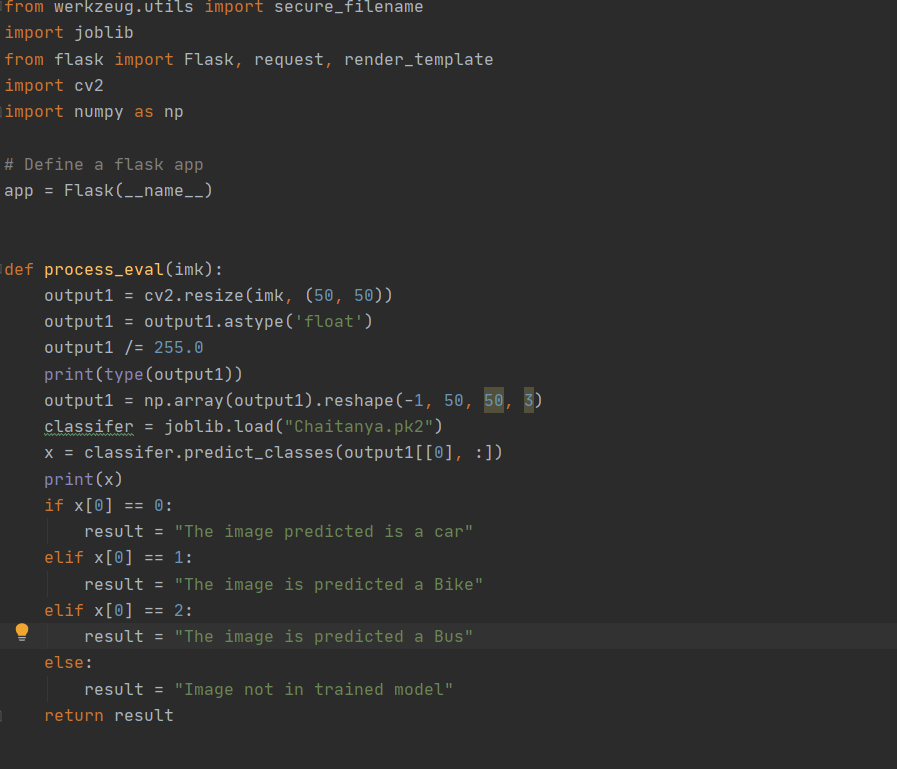 from werkzeug.utils import secure_filename
import joblib
from flask import Flask, request, render_template
import cv2
import numpy as np
# Define a flask app
app = Flask(__name__)
def process_eval(imk):
    output1 = cv2.resize(imk, (50, 50))
    output1 = output1.astype('float')
    output1 /= 255.0
    print(type(output1))
    output1 = np.array(output1).reshape(-1, 50, 50, 3)
    classifer = joblib.load("Chaitanya.pk2")
    x = classifer.predict_classes(output1[[0], :])
    print(x)
    if x[0] == 0:
        result = "The image predicted is a car"
    elif x[0] == 1:
        result = "The image is predicted a Bike"
    elif x[0] == 2:
        result = "The image is predicted a Bus"
    else:
        result = "Image not in trained model"
    return result